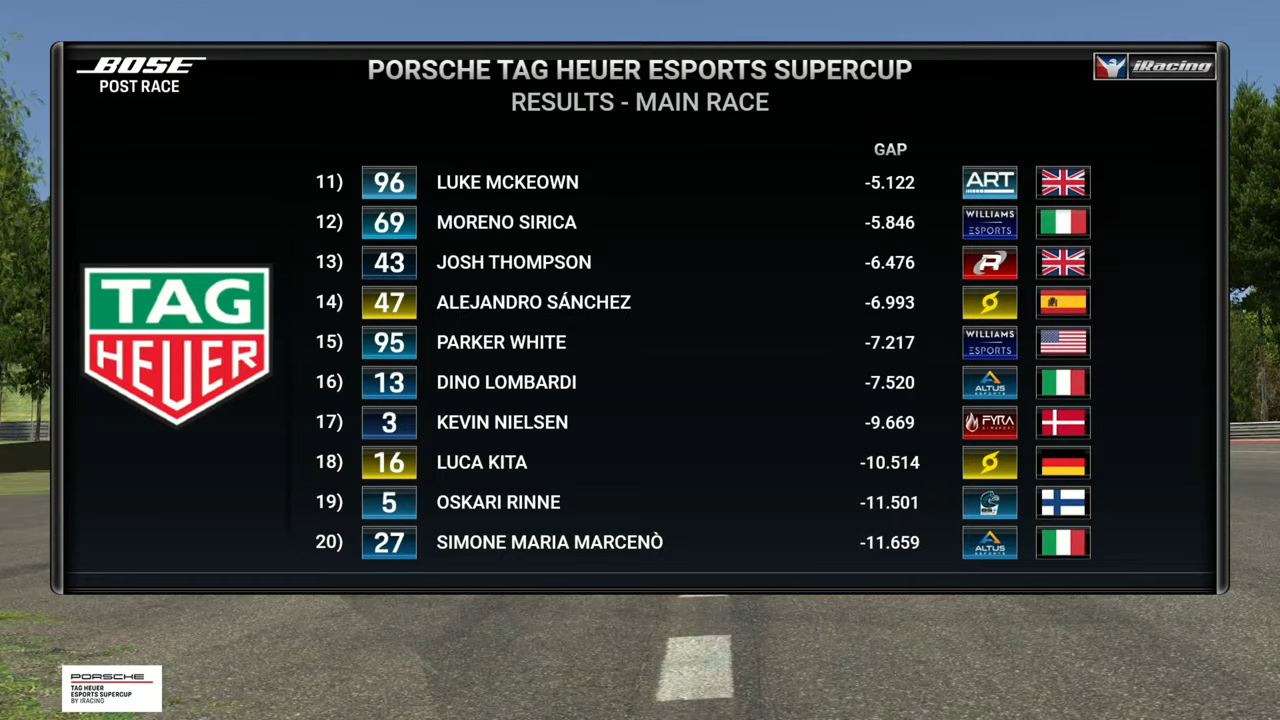 BOSE
POST RACE
PORSCHE TAG HEUER ESPORTS SUPERCUP
RESULTS - MAIN RACE
iRacing
GAP
11) 96 LUKE MCKEOWN -5.122 ART
12) 69 MORENO SIRICA -5.846 WILLIAMS ESPORTS
13) 43 JOSH THOMPSON -6.476 R
14) 47 ALEJANDRO SÁNCHEZ -6.993
15) 95 PARKER WHITE -7.217 WILLIAMS ESPORTS
16) 13 DINO LOMBARDI -7.520 ALTUS ESPORTS
17) 3 KEVIN NIELSEN -9.669 FYRA
18) 16 LUCA KITA -10.514
19) 5 OSKARI RINNE -11.501
20) 27 SIMONE MARIA MARCENÒ -11.659 ALTUS ESPORTS
TAG
HEUER
PORSCHE
TAG HEUER
ESPORTS SUPERCUP
BY IRACING